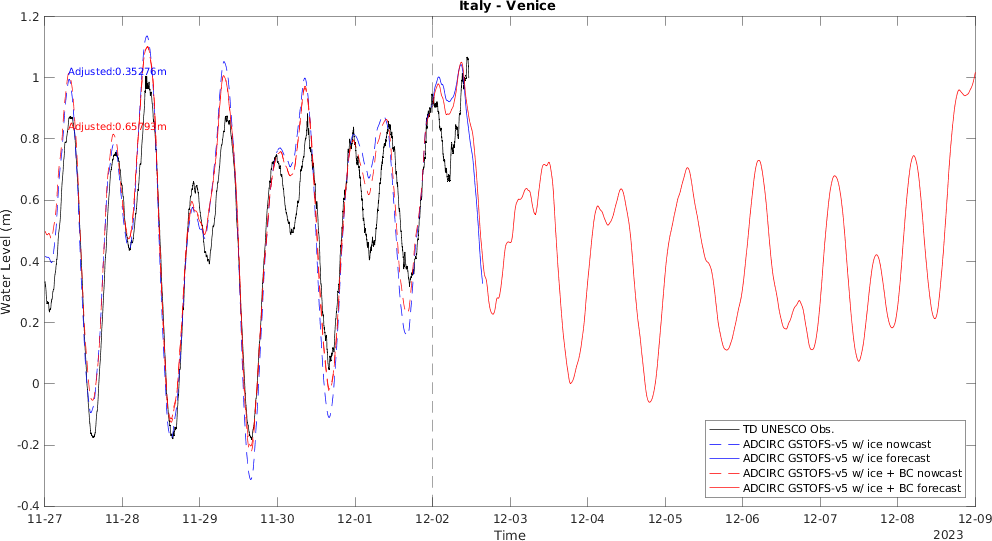 Italy - Venice
1.2
1
0.8
0.6
0.4
0.2
0
-0.2
-0.4
Water Level (m)
Adjusted:0.35276m
Adjusted:0.65793m
TD UNESCO Obs.
ADCIRC GSTOFS-v5 w/ ice nowcast
ADCIRC GSTOFS-v5 w/ ice forecast
ADCIRC GSTOFS-v5 w/ ice + BC nowcast
ADCIRC GSTOFS-v5 w/ ice + BC forecast
11-27 11-28 11-29 11-30 12-01 12-02 12-03 12-04 12-05 12-06 12-07 12-08 12-09
Time
2023